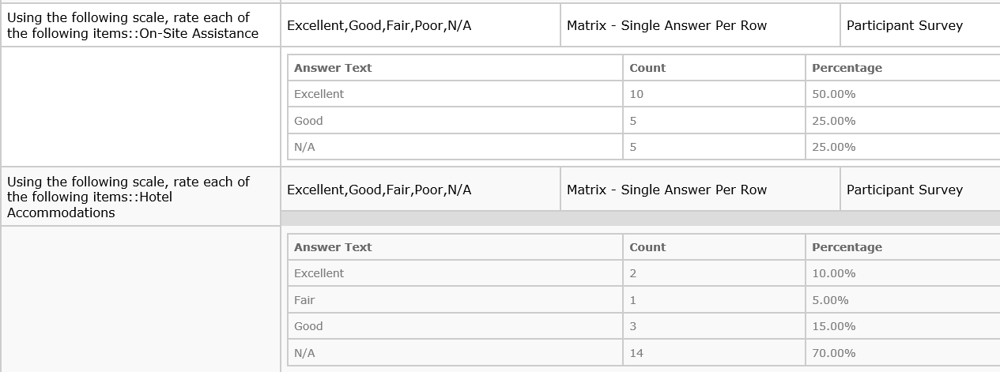 Using the following scale, rate each of
the following items::On-Site Assistance
Excellent,Good,Fair,Poor,N/A
Matrix - Single Answer Per Row
Participant Survey
Answer Text Count Percentage
Excellent 10 50.00%
Good 5 25.00%
N/A 5 25.00%
Using the following scale, rate each of
the following items::Hotel
Accommodations
Excellent,Good,Fair,Poor,N/A
Matrix - Single Answer Per Row
Participant Survey
Answer Text Count Percentage
Excellent 2 10.00%
Fair 1 5.00%
Good 3 15.00%
N/A 14 70.00%